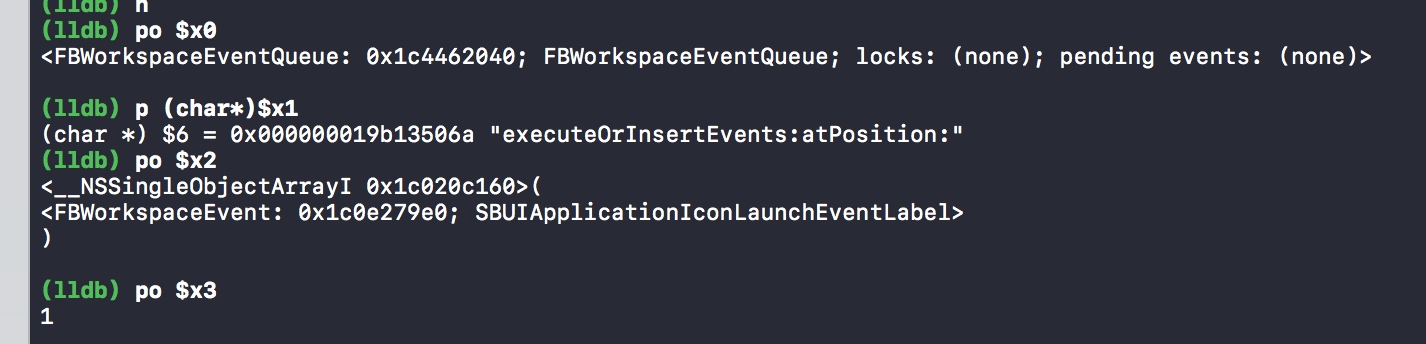 (lldb) n
(lldb) po $x0
<FBWorkspaceEventQueue: 0x1c4462040; FBWorkspaceEventQueue; locks: (none); pending events: (none)>
(lldb) p (char*)$x1
(char *) $6 = 0x000000019b13506a "executeOrInsertEvents:atPosition:"
(lldb) po $x2
<__NSSingleObjectArrayI 0x1c020c160>(
<FBWorkspaceEvent: 0x1c0e279e0; SBUIApplicationIconLaunchEventLabel>
)
(lldb) po $x3
1